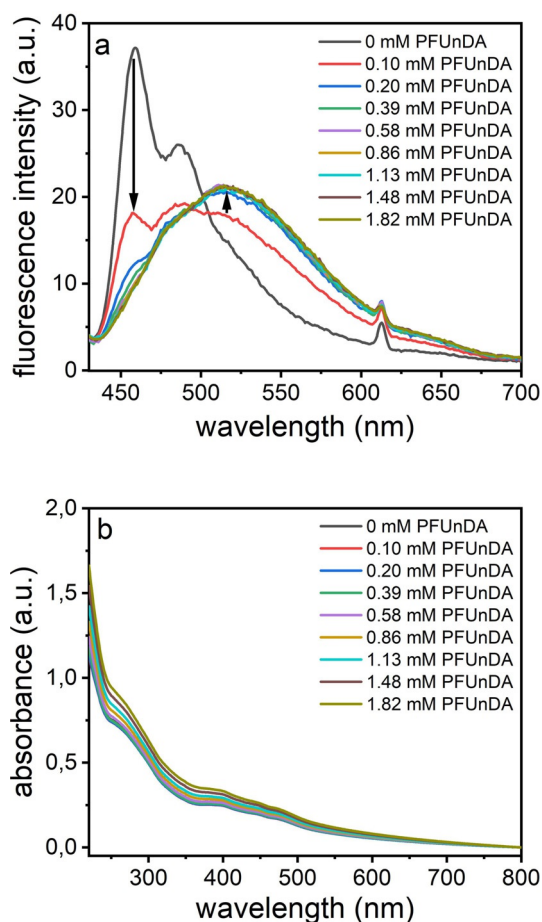 a
fluorescence intensity (a.u.)
40
30
20
10
0
0 mM PFUnDA
0.10 mM PFUnDA
0.20 mM PFUnDA
0.39 mM PFUnDA
0.58 mM PFUnDA
0.86 mM PFUnDA
1.13 mM PFUnDA
1.48 mM PFUnDA
1.82 mM PFUnDA
450 500 550 600 650 700
wavelength (nm)
b
absorbance (a.u.)
2,0
1,5
1,0
0,5
0,0
0 mM PFUnDA
0.10 mM PFUnDA
0.20 mM PFUnDA
0.39 mM PFUnDA
0.58 mM PFUnDA
0.86 mM PFUnDA
1.13 mM PFUnDA
1.48 mM PFUnDA
1.82 mM PFUnDA
300 400 500 600 700 800
wavelength (nm)